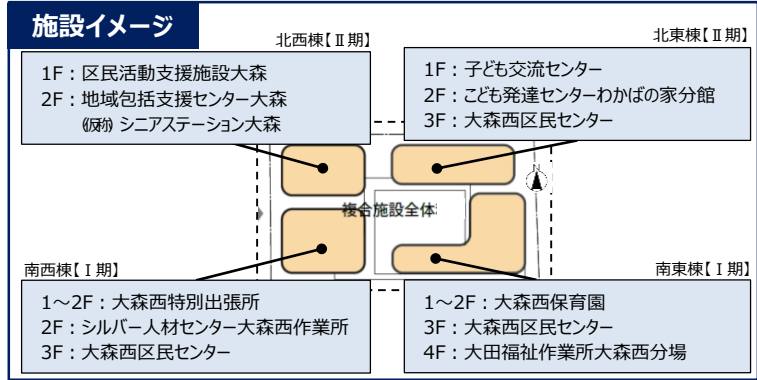 施設イメージ
北西棟【Ⅱ期】
1F：区民活動支援施設大森
2F：地域包括支援センター大森
㈮称) シニアステーション大森
北東棟【Ⅱ期】
1F：子ども交流センター
2F：こども発達センターわかばの家分館
3F：大森西区民センター
複合施設全体
南西棟【Ⅰ期】
1～2F：大森西特別出張所
2F：シルバー人材センター大森西作業所
3F：大森西区民センター
南東棟【Ⅰ期】
1～2F：大森西保育園
3F：大森西区民センター
4F：大田福祉作業所大森西分場